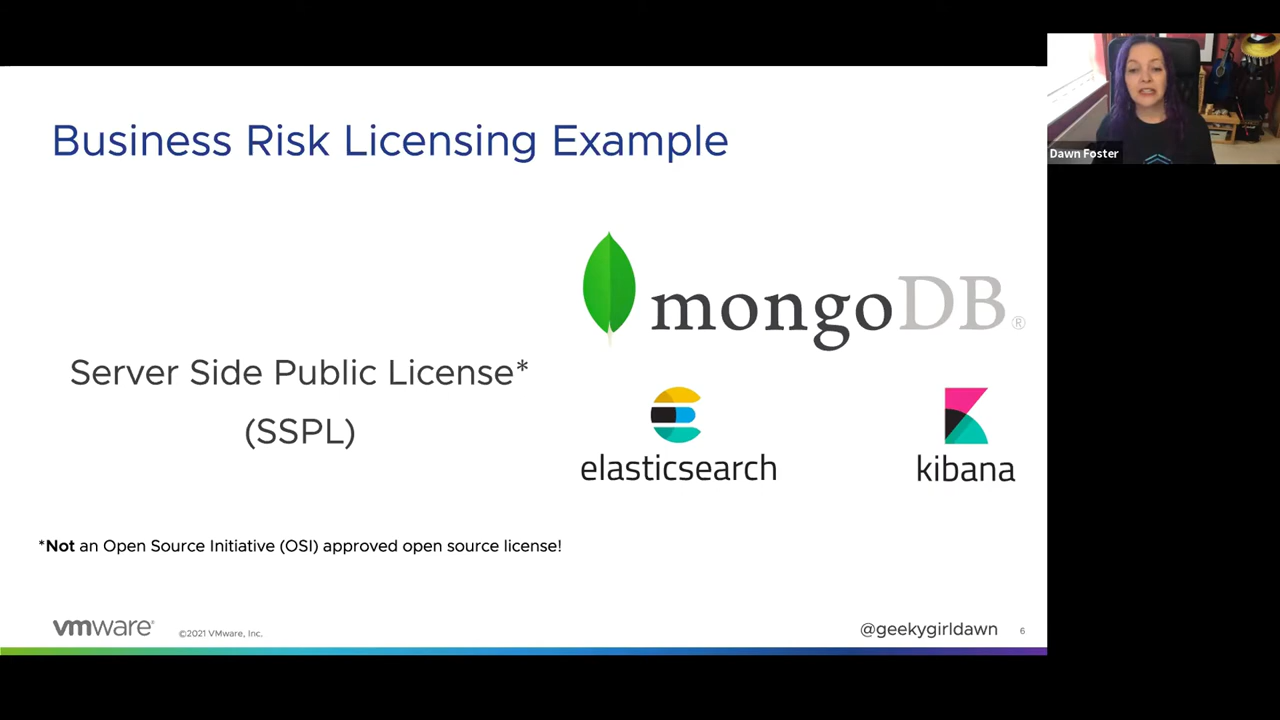 Business Risk Licensing Example
mongoDB®
Server Side Public License*
(SSPL)
elasticsearch
kibana
*Not an Open Source Initiative (OSI) approved open source license!
vmware®
©2021 VMware, Inc.
@geekygirldawn
6
Dawn Foster